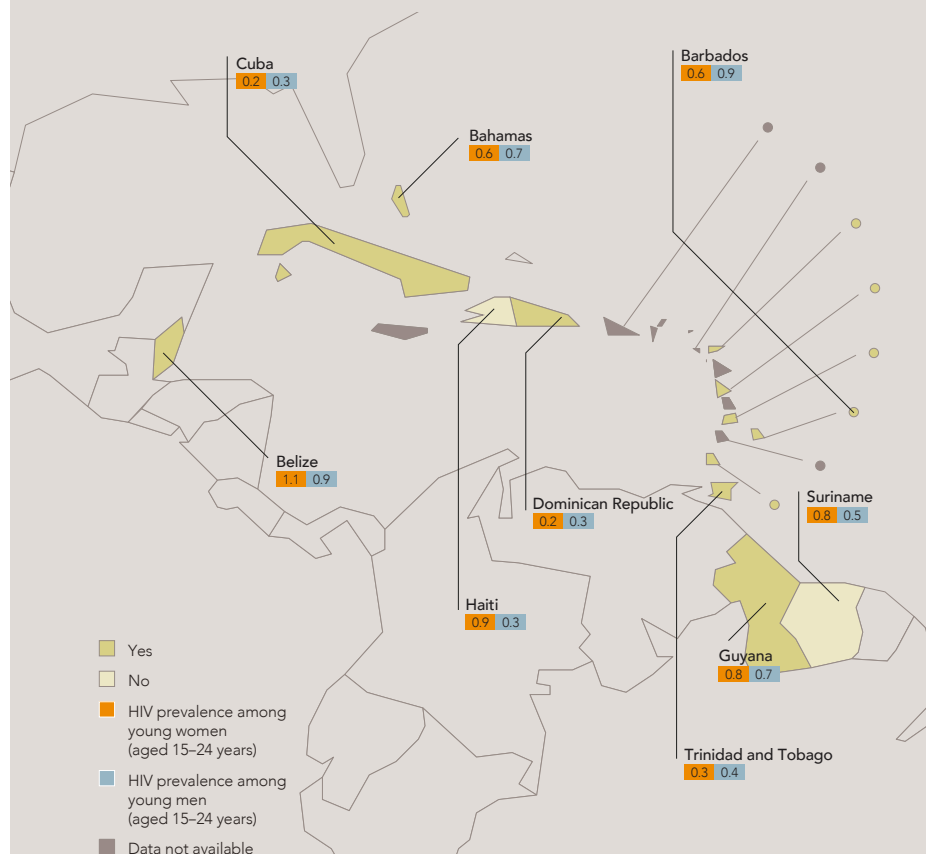 Cuba
0.2 0.3
Barbados
0.6 0.9
Bahamas
0.6 0.7
Belize
1.1 0.9
Dominican Republic
0.2 0.3
Suriname
0.8 0.5
Haiti
0.9 0.3
Guyana
0.8 0.7
Trinidad and Tobago
0.3 0.4
Yes
No
HIV prevalence among
young women
(aged 15–24 years)
HIV prevalence among
young men
(aged 15–24 years)
Data not available